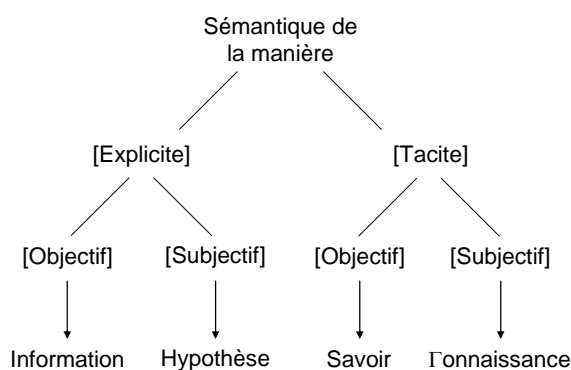 Sémantique de
la manière
[Explicite] [Tacite]
[Objectif] [Subjectif] [Objectif] [Subjectif]
Information Hypothèse Savoir Γonnaissance